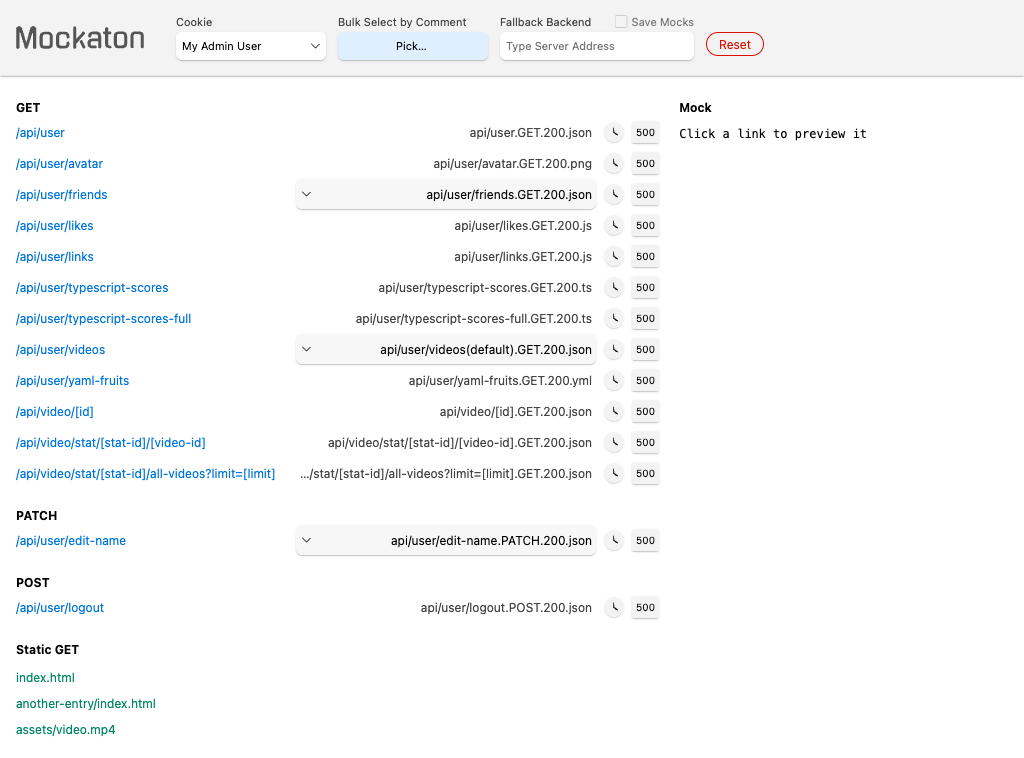 Mockaton
Cookie
My Admin User
Bulk Select by Comment
Pick...
Fallback Backend
Save Mocks
Type Server Address
Reset
GET
/api/user api/user.GET.200.json 500
/api/user/avatar api/user/avatar.GET.200.png 500
/api/user/friends api/user/friends.GET.200.json 500
/api/user/likes api/user/likes.GET.200.js 500
/api/user/links api/user/links.GET.200.js 500
/api/user/typescript-scores api/user/typescript-scores.GET.200.ts 500
/api/user/typescript-scores-full api/user/typescript-scores-full.GET.200.ts 500
/api/user/videos api/user/videos(default).GET.200.json 500
/api/user/yaml-fruits api/user/yaml-fruits.GET.200.yml 500
/api/video/[id] api/video/[id].GET.200.json 500
/api/video/stat/[stat-id]/[video-id] api/video/stat/[stat-id]/[video-id].GET.200.json 500
/api/video/stat/[stat-id]/all-videos?limit=[limit] .../stat/[stat-id]/all-videos?limit=[limit].GET.200.json 500
PATCH
/api/user/edit-name api/user/edit-name.PATCH.200.json 500
POST
/api/user/logout api/user/logout.POST.200.json 500
Static GET
index.html
another-entry/index.html
assets/video.mp4
Mock
Click a link to preview it